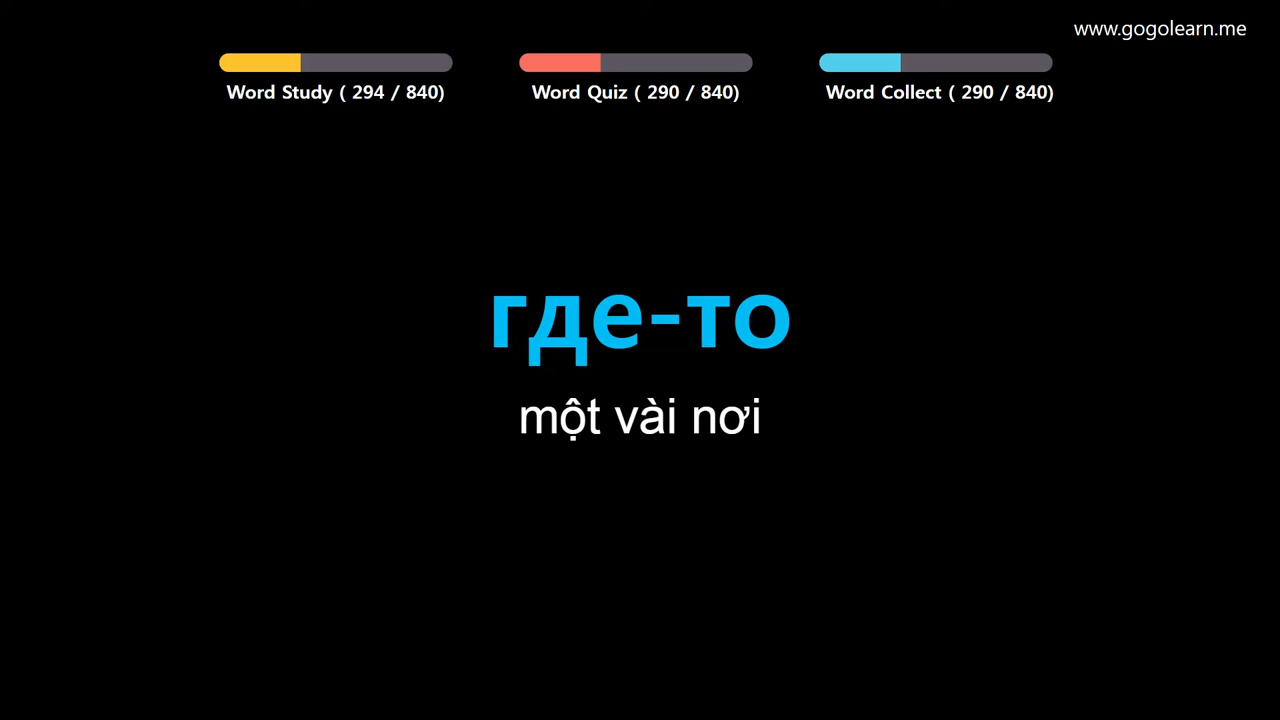 www.gogolearn.me
Word Study ( 294 / 840)
Word Quiz ( 290 / 840)
Word Collect ( 290 / 840)
где-то
một vài nơi